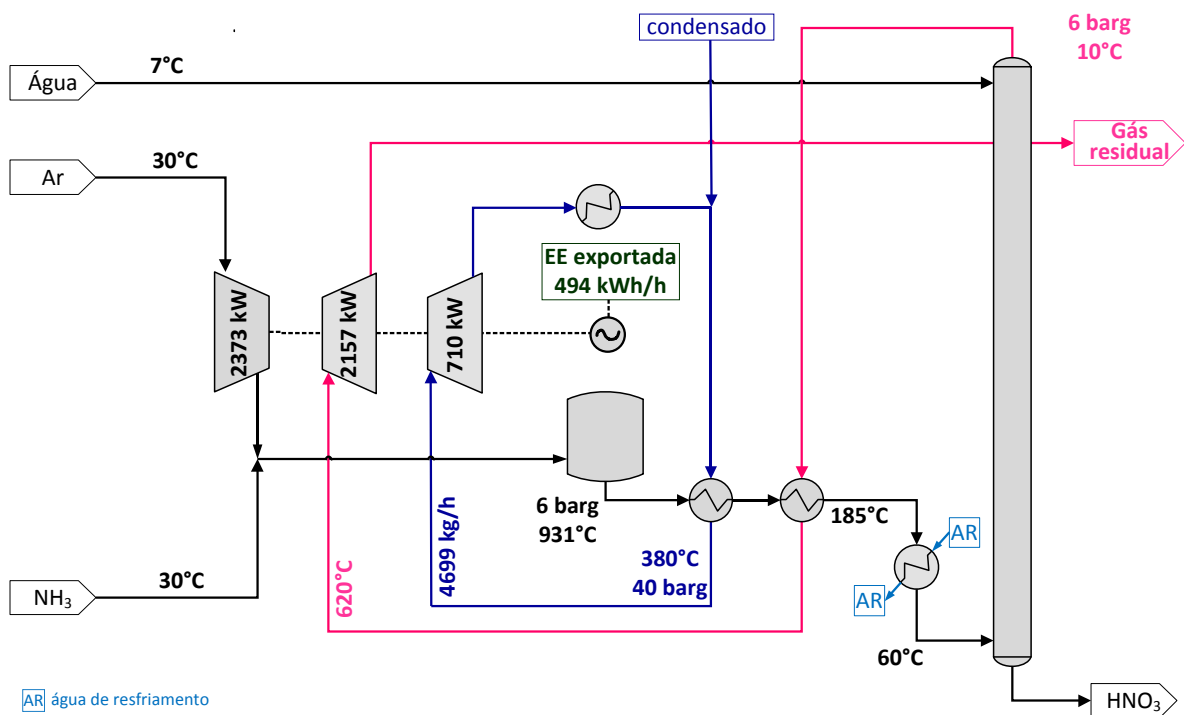 condensado
6 barg
10°C
7°C
Água
Gás
residual
30°C
Ar
EE exportada
494 kWh/h
2373 kW
2157 kW
710 kW
6 barg
931°C
185°C
4699 kg/h
620°C
380°C
40 barg
AR
AR
30°C
NH₃
60°C
AR água de resfriamento
HNO₃